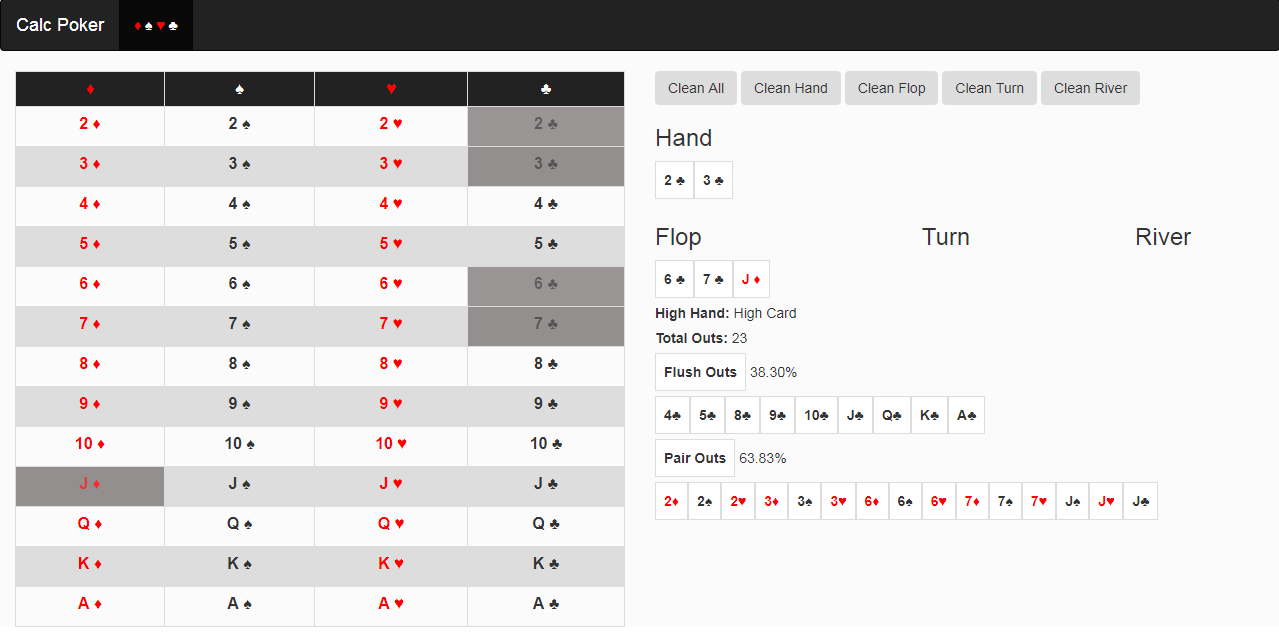 Calc Poker ♦ ♠ ♥ ♣
♦ ♠ ♥ ♣
2 ♦ 2 ♠ 2 ♥ 2 ♣
3 ♦ 3 ♠ 3 ♥ 3 ♣
4 ♦ 4 ♠ 4 ♥ 4 ♣
5 ♦ 5 ♠ 5 ♥ 5 ♣
6 ♦ 6 ♠ 6 ♥ 6 ♣
7 ♦ 7 ♠ 7 ♥ 7 ♣
8 ♦ 8 ♠ 8 ♥ 8 ♣
9 ♦ 9 ♠ 9 ♥ 9 ♣
10 ♦ 10 ♠ 10 ♥ 10 ♣
J ♦ J ♠ J ♥ J ♣
Q ♦ Q ♠ Q ♥ Q ♣
K ♦ K ♠ K ♥ K ♣
A ♦ A ♠ A ♥ A ♣
Clean All Clean Hand Clean Flop Clean Turn Clean River
Hand
2 ♣ 3 ♣
Flop Turn River
6 ♣ 7 ♣ J ♦
High Hand: High Card
Total Outs: 23
Flush Outs 38.30%
4♣ 5♣ 8♣ 9♣ 10♣ J♣ Q♣ K♣ A♣
Pair Outs 63.83%
2♦ 2♠ 2♥ 3♦ 3♠ 3♥ 6♦ 6♠ 6♥ 7♦ 7♠ 7♥ J♠ J♥ J♣